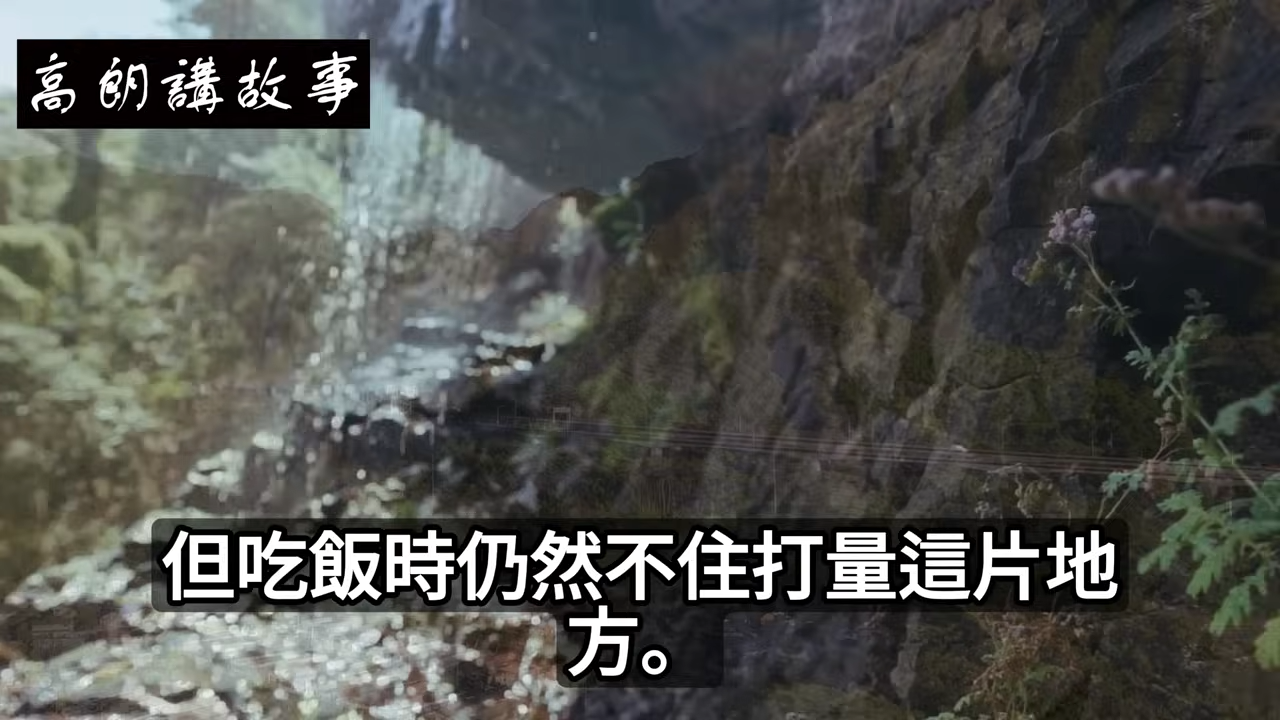 高朗講故事
但吃飯時仍然不住打量這片地
方。